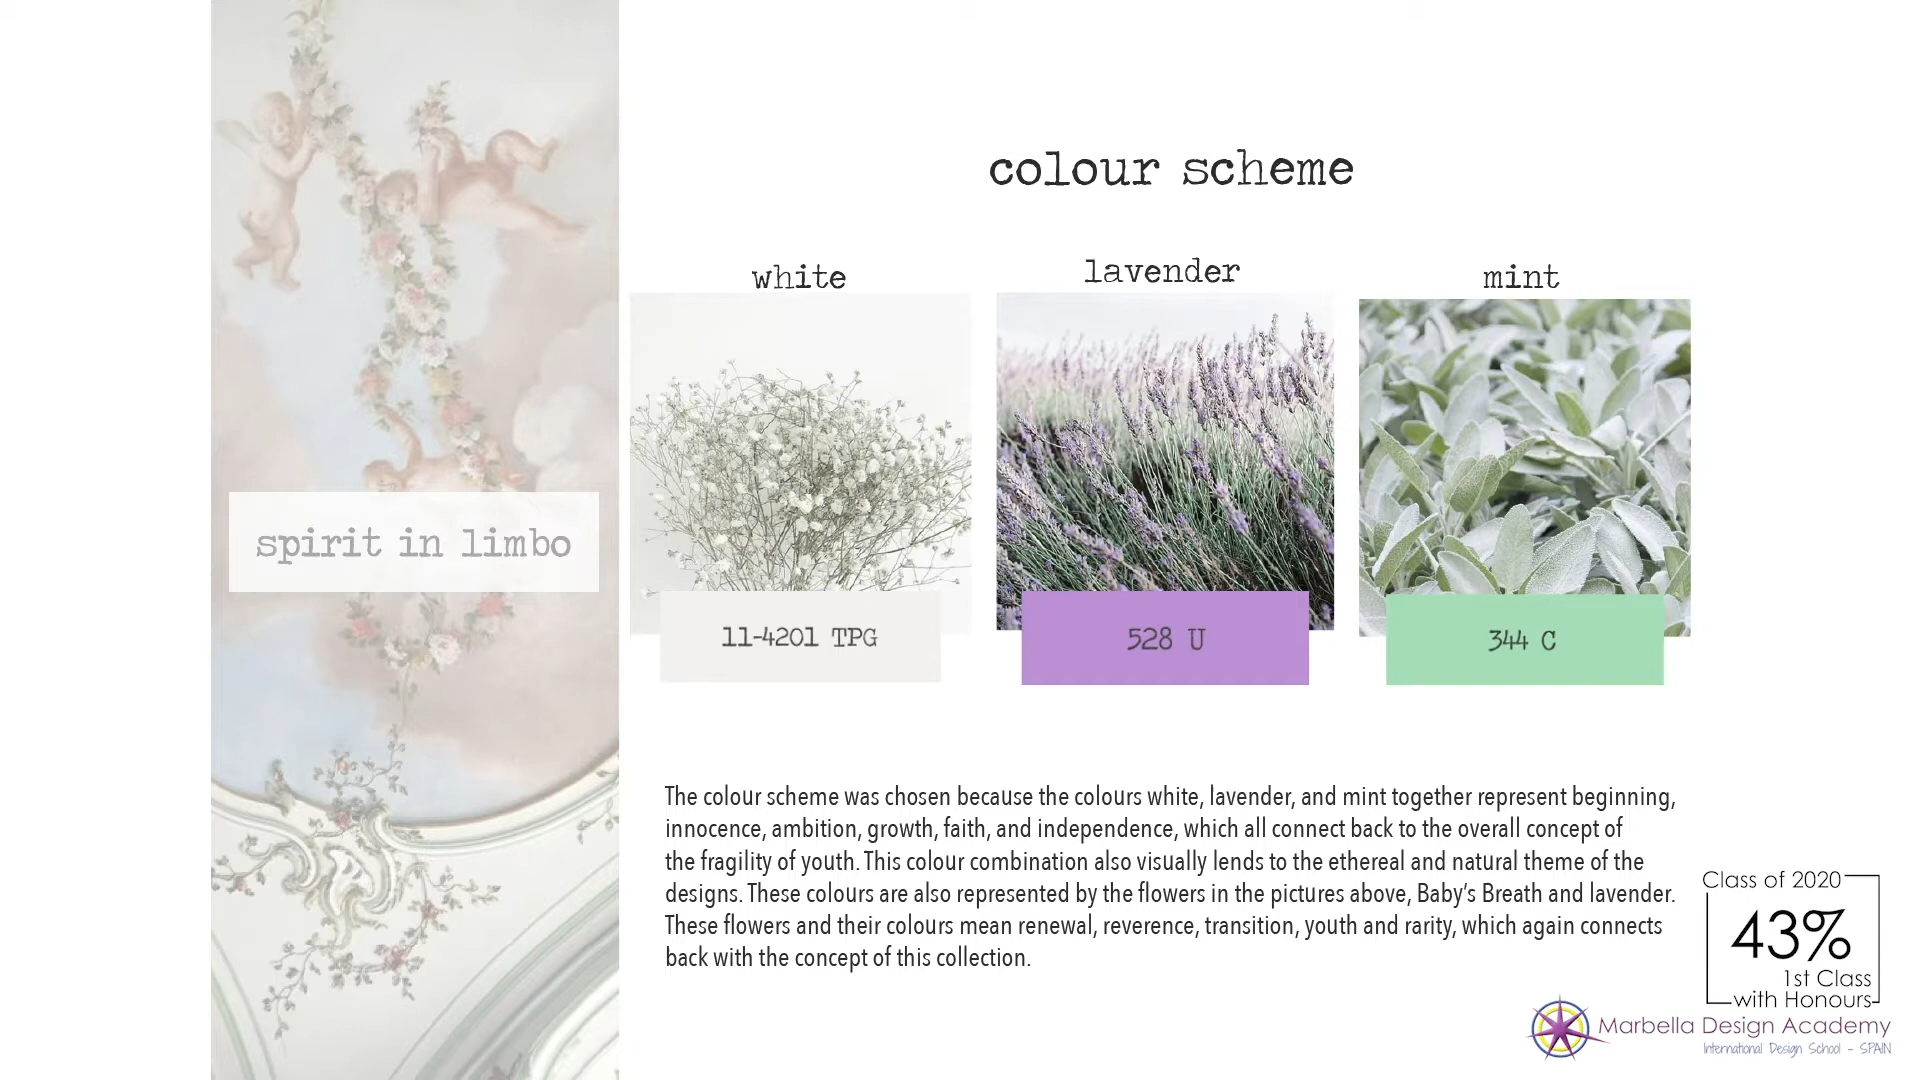 colour scheme
white
lavender
mint
spirit in limbo
11-4201 TPG
528 U
344 C
The colour scheme was chosen because the colours white, lavender, and mint together represent beginning,
innocence, ambition, growth, faith, and independence, which all connect back to the overall concept of
the fragility of youth. This colour combination also visually lends to the ethereal and natural theme of the
designs. These colours are also represented by the flowers in the pictures above, Baby’s Breath and lavender.
These flowers and their colours mean renewal, reverence, transition, youth and rarity, which again connects
back with the concept of this collection.
Class of 2020
43%
1st Class
with Honours
Marbella Design Academy
International Design School - SPAIN